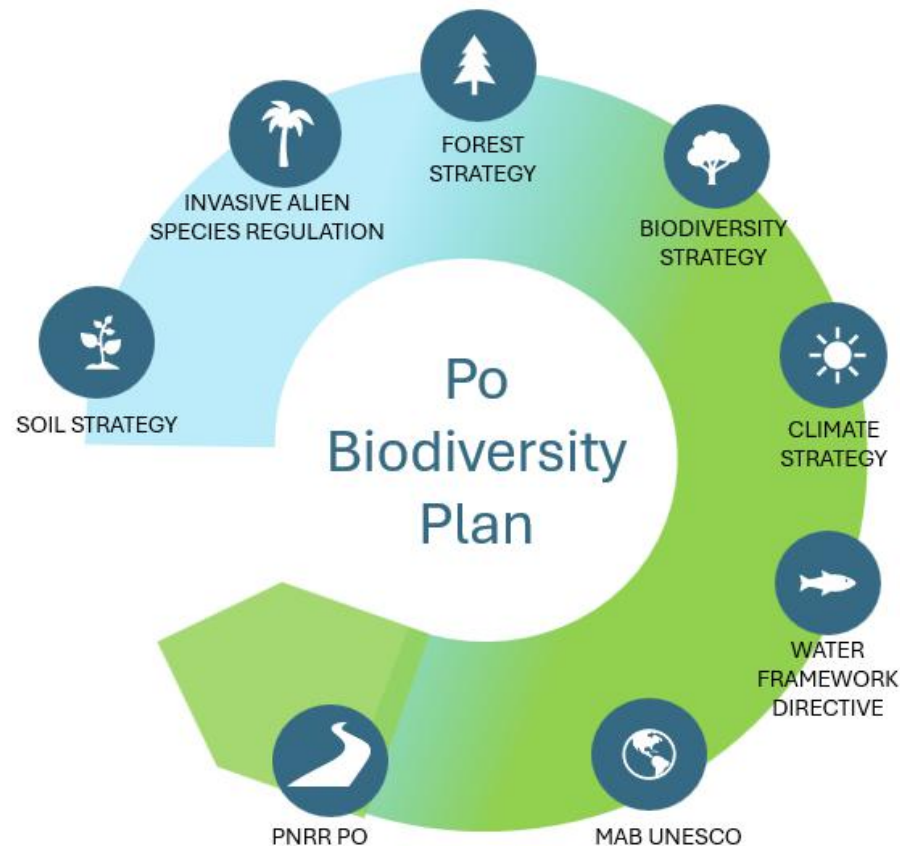 FOREST
STRATEGY
INVASIVE ALIEN
SPECIES REGULATION
BIODIVERSITY
STRATEGY
SOIL STRATEGY
Po
Biodiversity
Plan
CLIMATE
STRATEGY
WATER
FRAMEWORK
DIRECTIVE
PNRR PO
MAB UNESCO